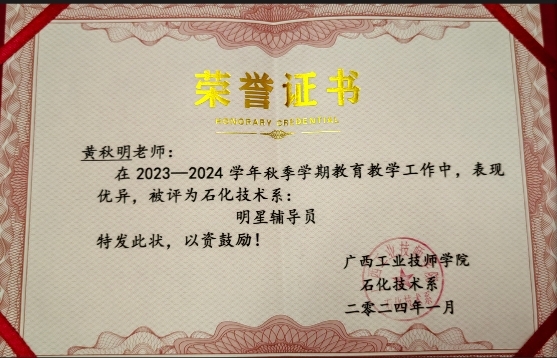 荣誉证书
HONORARY CREDENTIAL
黄秋明老师：
在 2023—2024 学年秋季学期教育教学工作中，表现
优异，被评为石化技术系：
明星辅导员
特发此状，以资鼓励！
广西工业技师学院
石化技术系
二零二四年一月